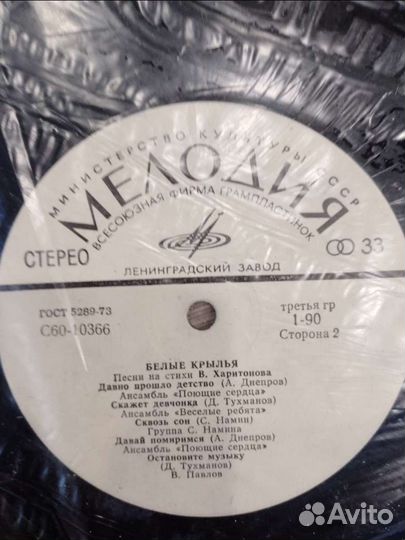 МИНИСТЕРСТВО КУЛЬТУРЫ СССР
МЕЛОДИЯ
ВСЕСОЮЗНАЯ ФИРМА ГРАМПЛАСТИНОК
СТЕРЕО
33
ЛЕНИНГРАДСКИЙ ЗАВОД
ГОСТ 5289-73
С60-10366
третья гр
1-90
Сторона 2
БЕЛЫЕ КРЫЛЬЯ
Песни на стихи В. Харитонова
Давно прошло детство (А. Днепров)
Ансамбль «Поющие сердца»
Скажет девчонка (Д. Тухманов)
Ансамбль «Веселые ребята»
Сквозь сон (С. Намин)
Группа С. Намина
Давай помиримся (А. Днепров)
Ансамбль «Поющие сердца»
Остановите музыку
(Д. Тухманов)
В. Павлов
Avito